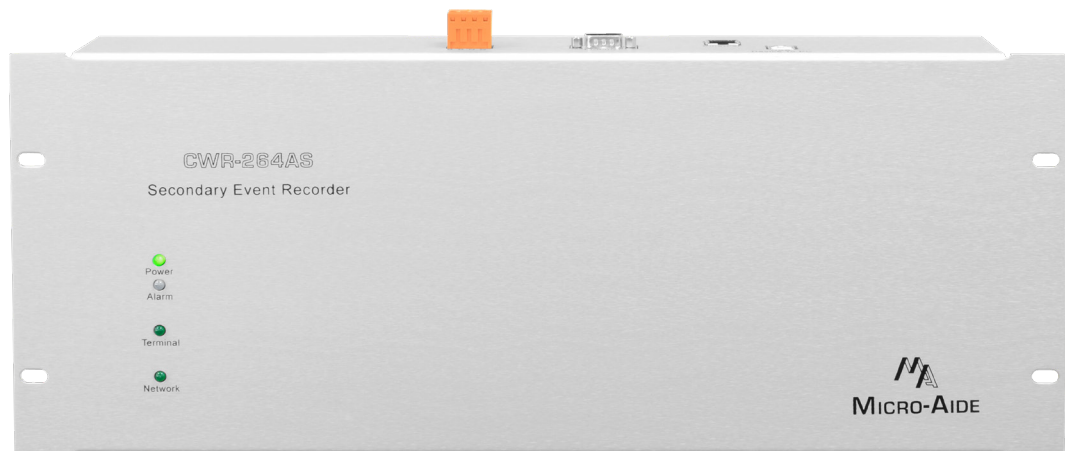 CWR-264AS
Secondary Event Recorder
Power
Alarm
Terminal
Network
MA
MICRO-AIDE